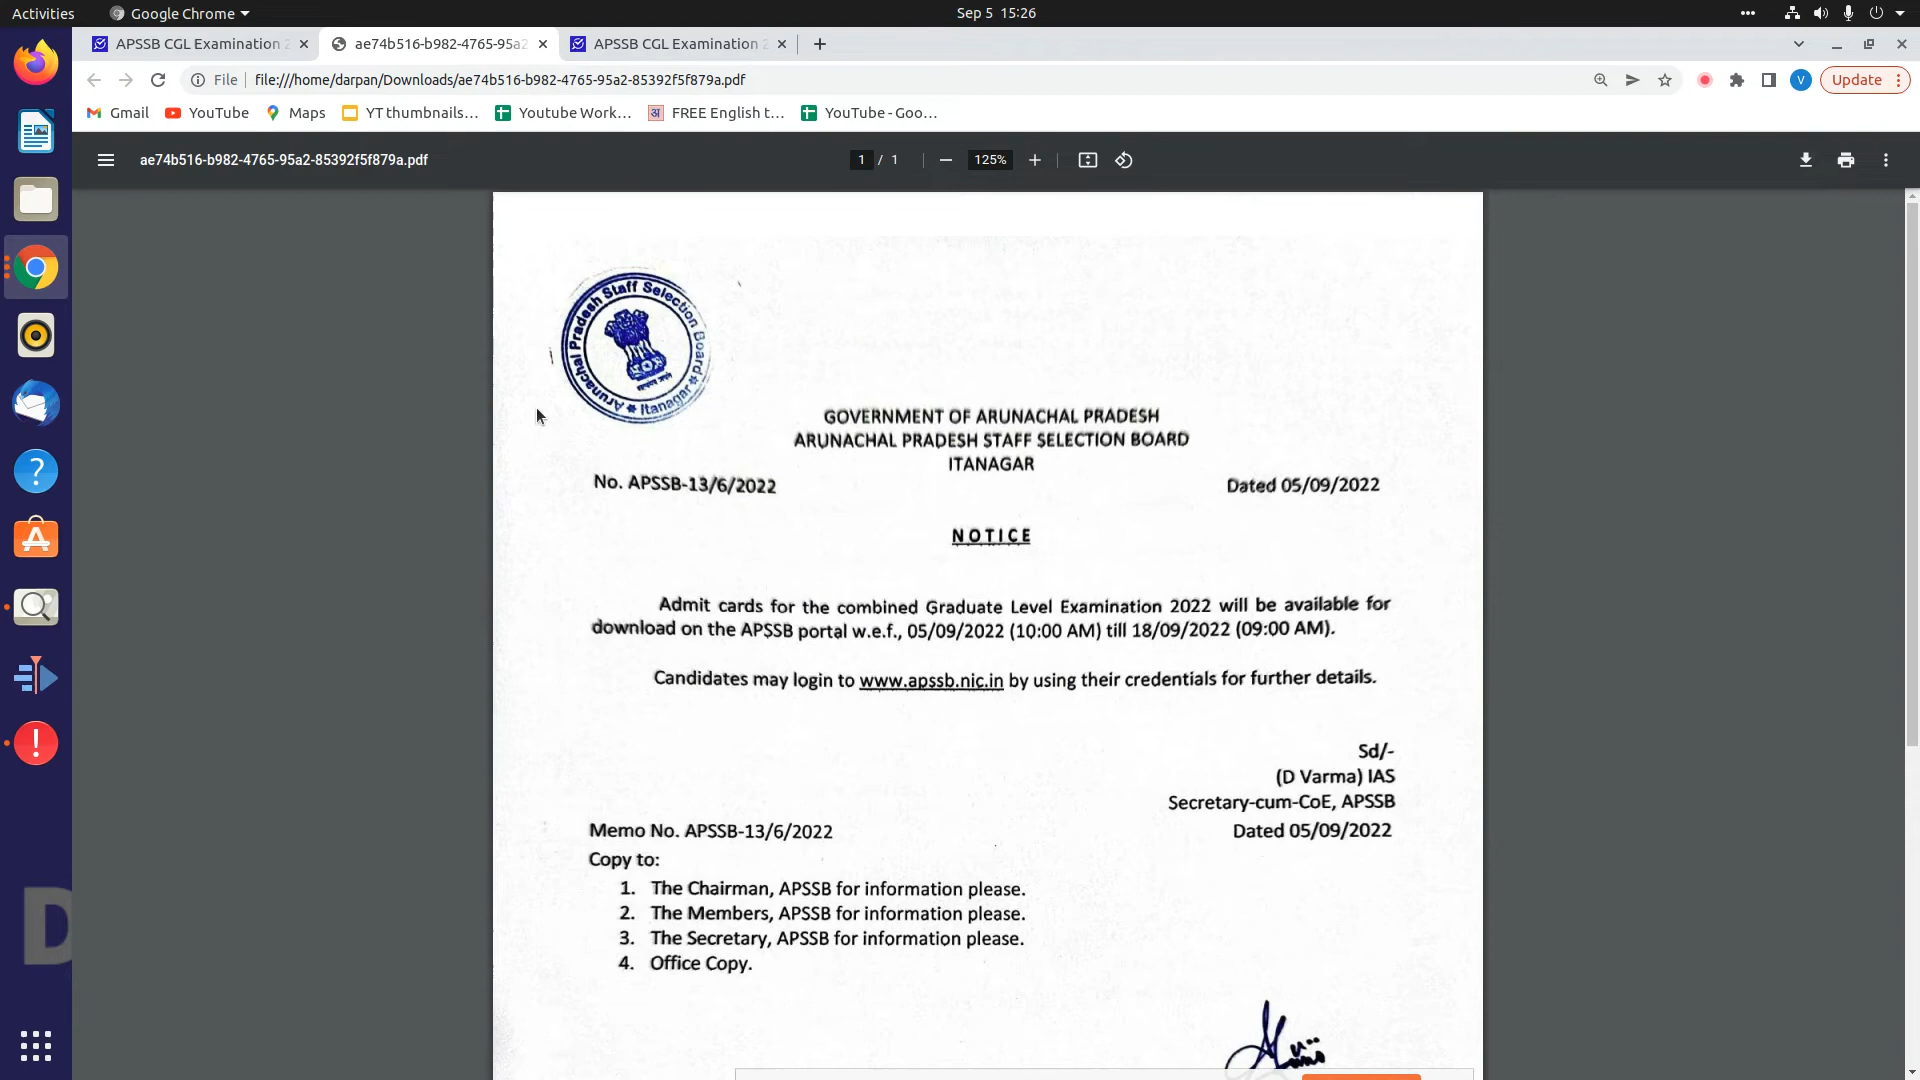 Activities
Google Chrome
Sep 5 15:26
APSSB CGL Examination 2
ae74b516-b982-4765-95a2
APSSB CGL Examination 2
File
file:///home/darpan/Downloads/ae74b516-b982-4765-95a2-85392f5f879a.pdf
V
Update
Gmail
YouTube
Maps
YT thumbnails...
Youtube Work...
अ
FREE English t...
YouTube - Goo...
ae74b516-b982-4765-95a2-85392f5f879a.pdf
1 / 1
125%
Arunachal Pradesh Staff Selection Board
Itanagar
GOVERNMENT OF ARUNACHAL PRADESH
ARUNACHAL PRADESH STAFF SELECTION BOARD
ITANAGAR
No. APSSB-13/6/2022
Dated 05/09/2022
NOTICE
Admit cards for the combined Graduate Level Examination 2022 will be available for
download on the APSSB portal w.e.f., 05/09/2022 (10:00 AM) till 18/09/2022 (09:00 AM).
Candidates may login to www.apssb.nic.in by using their credentials for further details.
Sd/-
(D Varma) IAS
Secretary-cum-CoE, APSSB
Memo No. APSSB-13/6/2022
Dated 05/09/2022
Copy to:
1. The Chairman, APSSB for information please.
2. The Members, APSSB for information please.
3. The Secretary, APSSB for information please.
4. Office Copy.
D